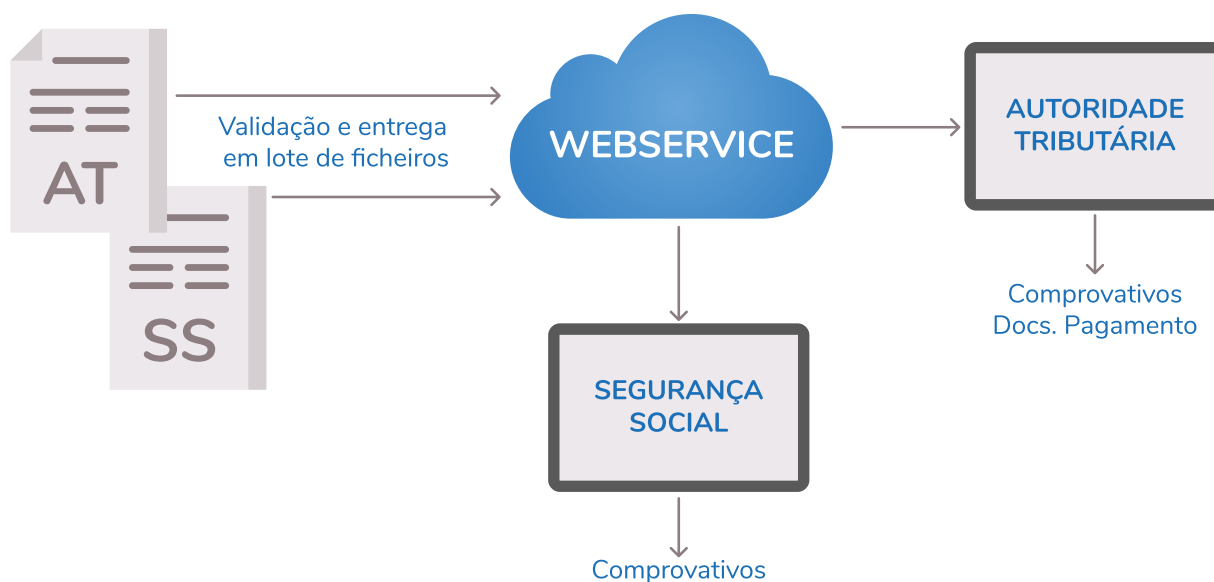 AT
SS
Validação e entrega
em lote de ficheiros
WEBSERVICE
AUTORIDADE
TRIBUTÁRIA
Comprovativos
Docs. Pagamento
SEGURANÇA
SOCIAL
Comprovativos